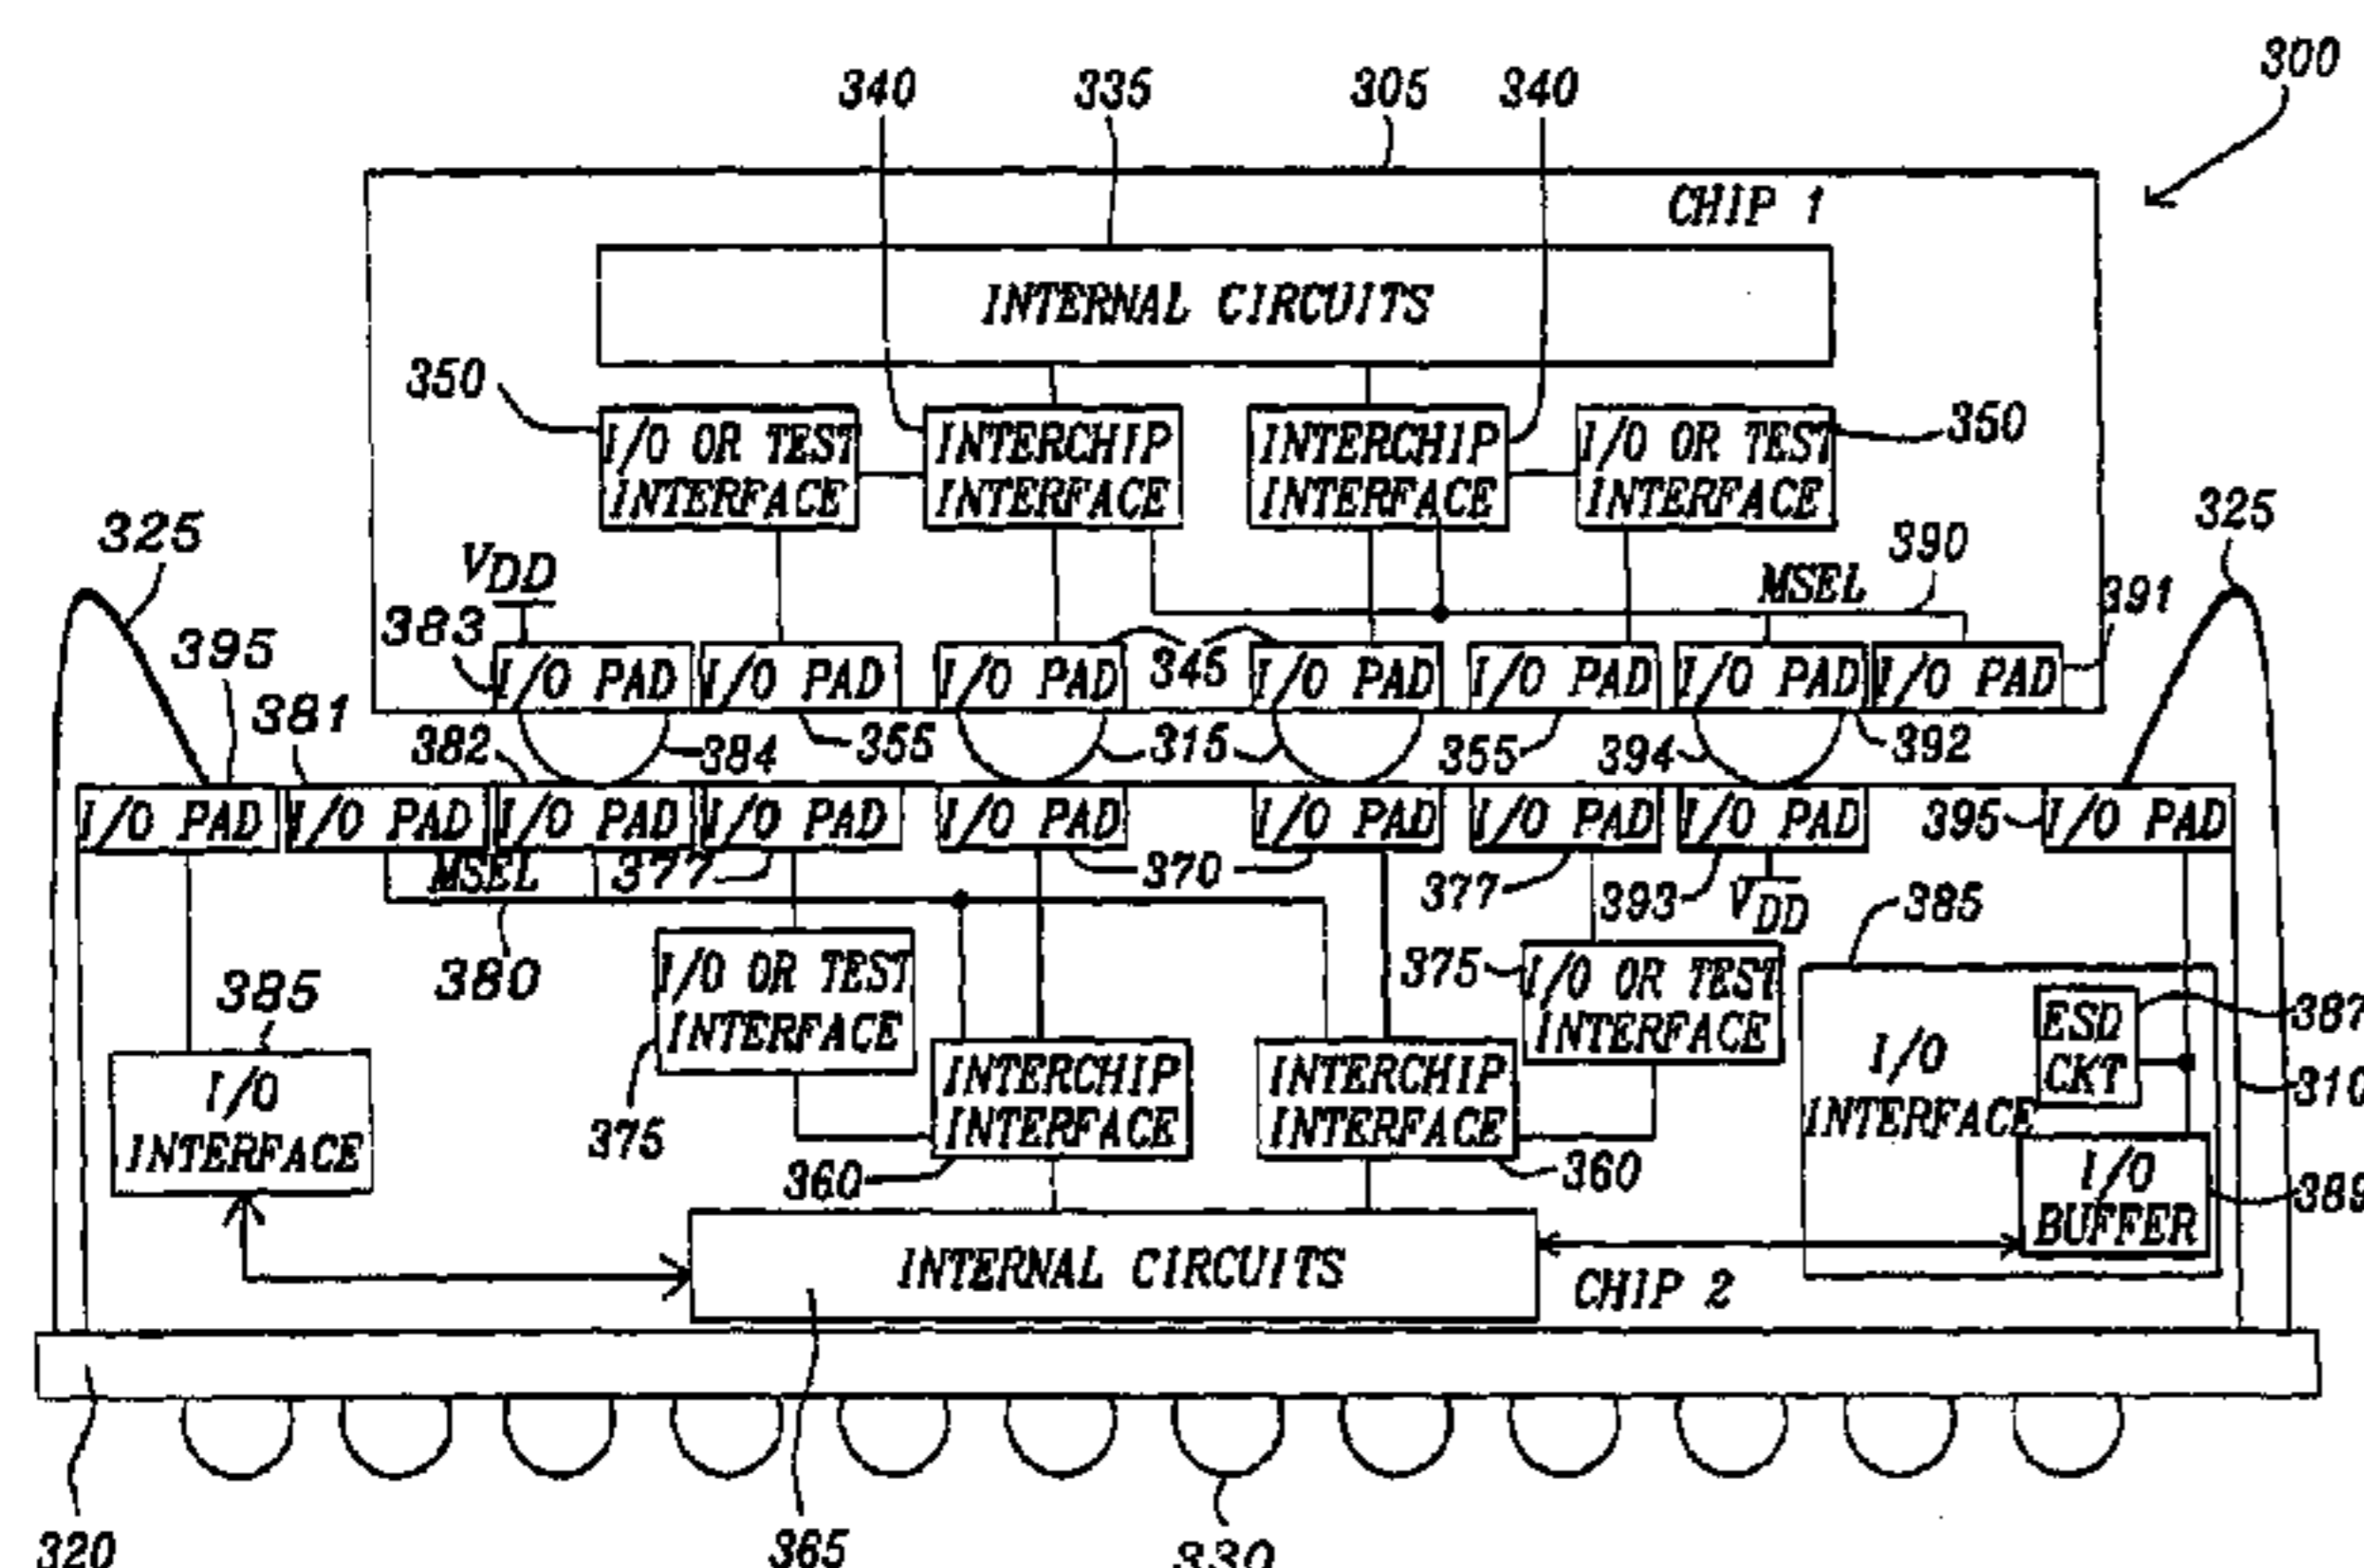 300
340
335
305
340
CHIP 1
INTERNAL CIRCUITS
350
I/O OR TEST
INTERFACE
INTERCHIP
INTERFACE
INTERCHIP
INTERFACE
I/O OR TEST
INTERFACE
350
325
325
VDD
MSEL
390
391
383
395
I/O PAD
I/O PAD
I/O PAD
345
I/O PAD
I/O PAD
I/O PAD
I/O PAD
381
382
384
355
315
355
394
392
I/O PAD
I/O PAD
I/O PAD
I/O PAD
I/O PAD
I/O PAD
I/O PAD
I/O PAD
395
I/O PAD
MSEL
377
370
377
393
VDD
385
380
385
I/O OR TEST
INTERFACE
375
I/O OR TEST
INTERFACE
ESD
CKT
387
I/O
INTERFACE
375
INTERCHIP
INTERFACE
INTERCHIP
INTERFACE
I/O
INTERFACE
310
360
360
I/O
BUFFER
389
INTERNAL CIRCUITS
CHIP 2
320
365
330